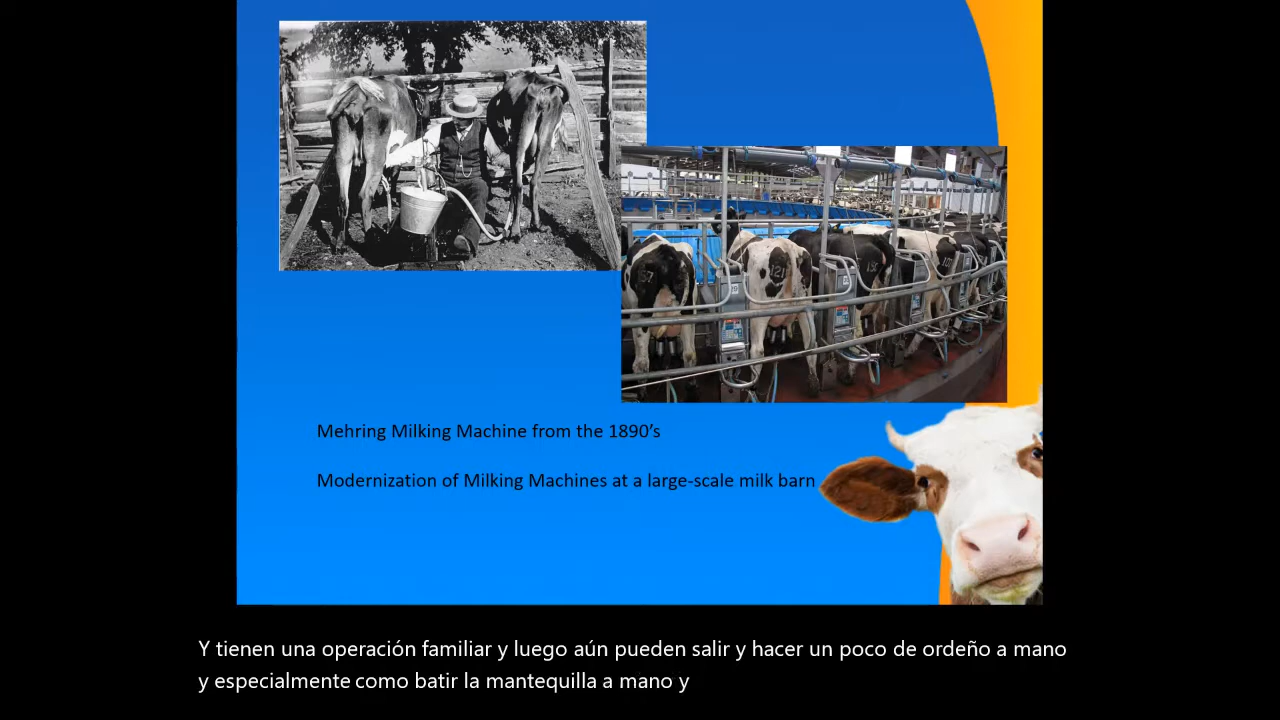 Mehring Milking Machine from the 1890's
Modernization of Milking Machines at a large-scale milk barn
Y tienen una operación familiar y luego aún pueden salir y hacer un poco de ordeño a mano
y especialmente como batir la mantequilla a mano y